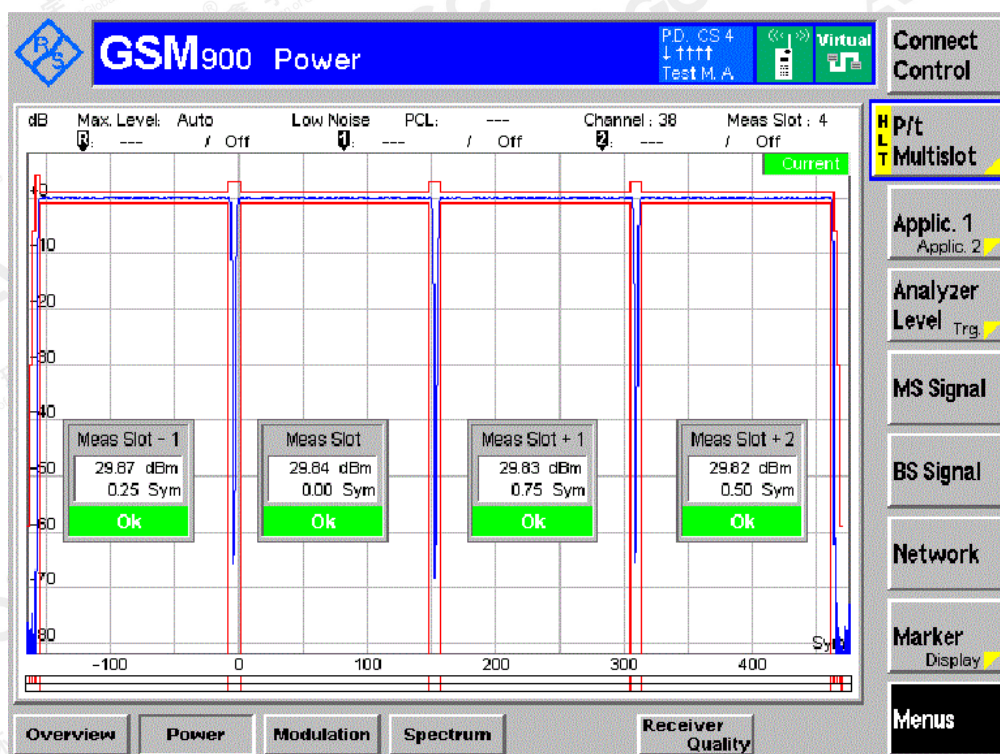 R/S
GSM900 Power
P.D. CS 4
Test M. A
Virtual
Connect Control
dB Max. Level: Auto Low Noise PCL: --- Channel : 38 Meas Slot : 4
R: --- / Off 1: --- / Off 2: --- / Off
Current
HLT
P/t Multislot
Applic. 1
Applic. 2
Analyzer Level
Trg.
MS Signal
BS Signal
Network
Marker
Display
Menus
+0
-10
-20
-30
-40
-50
-60
-70
-80
Meas Slot - 1
29.87 dBm
0.25 Sym
Ok
Meas Slot
29.84 dBm
0.00 Sym
Ok
Meas Slot + 1
29.83 dBm
0.75 Sym
Ok
Meas Slot + 2
29.82 dBm
0.50 Sym
Ok
Sym
-100 0 100 200 300 400
Overview Power Modulation Spectrum Receiver Quality